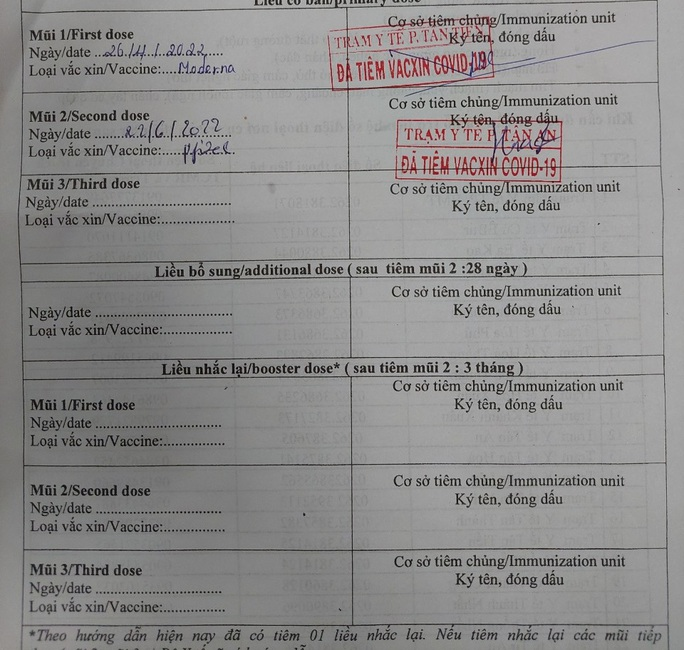 Liều cơ bản/primary dose
Mũi 1/First dose
Ngày/date ...26/4/2022
Loại vắc xin/Vaccine:...Moderna
Cơ sở tiêm chủng/Immunization unit
Ký tên, đóng dấu
TRẠM Y TẾ P. TÂN
ĐÃ TIÊM VACXIN COVID-19
Mũi 2/Second dose
Ngày/date ...22/6/2022
Loại vắc xin/Vaccine:...Pfizer
Cơ sở tiêm chủng/Immunization unit
Ký tên, đóng dấu
TRẠM Y TẾ P. TÂN AN
ĐÃ TIÊM VACXIN COVID-19
Mũi 3/Third dose
Ngày/date ................................
Loại vắc xin/Vaccine:.................
Cơ sở tiêm chủng/Immunization unit
Ký tên, đóng dấu
Liều bổ sung/additional dose ( sau tiêm mũi 2 :28 ngày )
Ngày/date ................................
Loại vắc xin/Vaccine:...............
Cơ sở tiêm chủng/Immunization unit
Ký tên, đóng dấu
Liều nhắc lại/booster dose* ( sau tiêm mũi 2 : 3 tháng )
Mũi 1/First dose
Ngày/date .............................
Loại vắc xin/Vaccine:...............
Cơ sở tiêm chủng/Immunization unit
Ký tên, đóng dấu
Mũi 2/Second dose
Ngày/date .............................
Loại vắc xin/Vaccine:...............
Cơ sở tiêm chủng/Immunization unit
Ký tên, đóng dấu
Mũi 3/Third dose
Ngày/date .............................
Loại vắc xin/Vaccine:...............
Cơ sở tiêm chủng/Immunization unit
Ký tên, đóng dấu
*Theo hướng dẫn hiện nay đã có tiêm 01 liều nhắc lại. Nếu tiêm nhắc lại các mũi tiếp